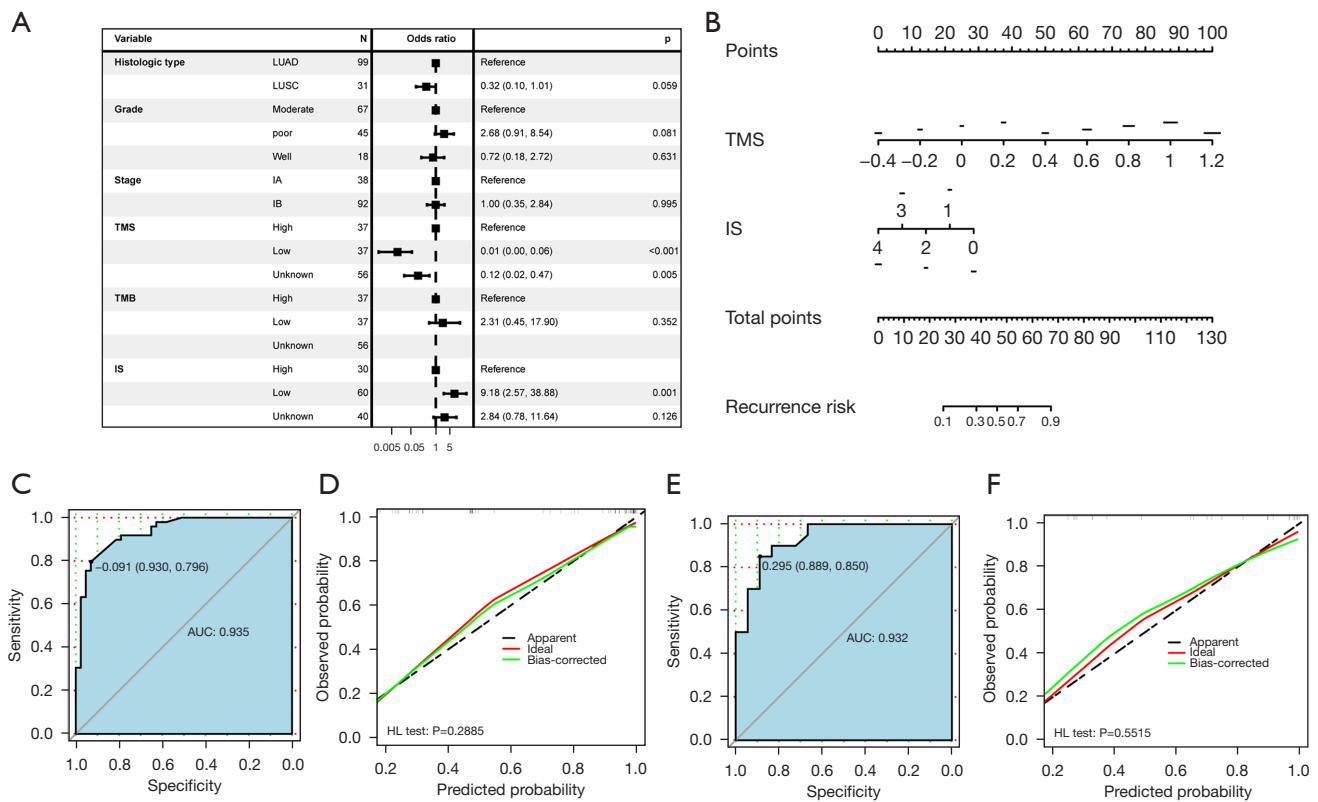 A
Variable N Odds ratio p
Histologic type LUAD 99 Reference
LUSC 31 0.32 (0.10, 1.01) 0.059
Grade Moderate 67 Reference
poor 45 2.68 (0.91, 8.54) 0.081
Well 18 0.72 (0.18, 2.72) 0.631
Stage IA 38 Reference
IB 92 1.00 (0.35, 2.84) 0.995
TMS High 37 Reference
Low 37 0.01 (0.00, 0.06) <0.001
Unknown 56 0.12 (0.02, 0.47) 0.005
TMB High 37 Reference
Low 37 2.31 (0.45, 17.90) 0.352
Unknown 56
IS High 30 Reference
Low 60 9.18 (2.57, 38.88) 0.001
Unknown 40 2.84 (0.78, 11.64) 0.126
0.005 0.05 1 5
B
Points
0 10 20 30 40 50 60 70 80 90 100
TMS
−0.4 −0.2 0 0.2 0.4 0.6 0.8 1 1.2
3 1
IS
4 2 0
Total points
0 10 20 30 40 50 60 70 80 90 110 130
Recurrence risk
0.1 0.3 0.5 0.7 0.9
C
Sensitivity
1.0
0.8
0.6
0.4
0.2
0.0
−0.091 (0.930, 0.796)
AUC: 0.935
1.0 0.8 0.6 0.4 0.2 0.0
Specificity
D
Observed probability
1.0
0.8
0.6
0.4
0.2
0.0
Apparent
Ideal
Bias-corrected
HL test: P=0.2885
0.2 0.4 0.6 0.8 1.0
Predicted probability
E
Sensitivity
1.0
0.8
0.6
0.4
0.2
0.0
0.295 (0.889, 0.850)
AUC: 0.932
1.0 0.8 0.6 0.4 0.2 0.0
Specificity
F
Observed probability
1.0
0.8
0.6
0.4
0.2
0.0
Apparent
Ideal
Bias-corrected
HL test: P=0.5515
0.2 0.4 0.6 0.8 1.0
Predicted probability